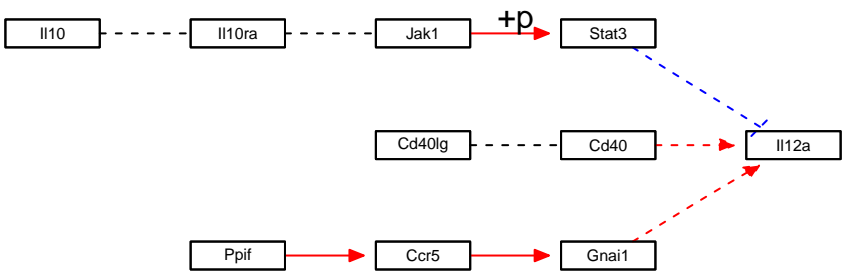 +p
Il10 Il10ra Jak1 Stat3
Cd40lg Cd40 Il12a
Ppif Ccr5 Gnai1